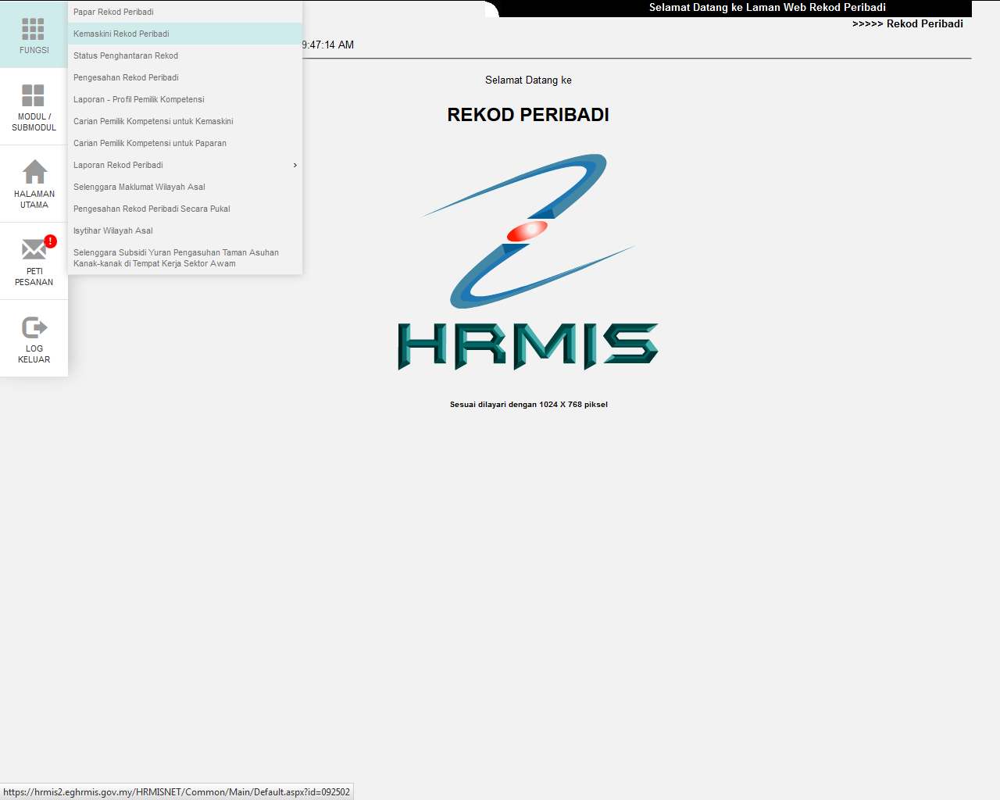 Selamat Datang ke Laman Web Rekod Peribadi
>>>>> Rekod Peribadi
9:47:14 AM
FUNGSI
MODUL /
SUBMODUL
HALAMAN
UTAMA
!
PETI
PESANAN
LOG
KELUAR
Papar Rekod Peribadi
Kemaskini Rekod Peribadi
Status Penghantaran Rekod
Pengesahan Rekod Peribadi
Laporan - Profil Pemilik Kompetensi
Carian Pemilik Kompetensi untuk Kemaskini
Carian Pemilik Kompetensi untuk Paparan
Laporan Rekod Peribadi ›
Selenggara Maklumat Wilayah Asal
Pengesahan Rekod Peribadi Secara Pukal
Isytihar Wilayah Asal
Selenggara Subsidi Yuran Pengasuhan Taman Asuhan
Kanak-kanak di Tempat Kerja Sektor Awam
Selamat Datang ke
REKOD PERIBADI
HRMIS
Sesuai dilayari dengan 1024 X 768 piksel
https://hrmis2.eghrmis.gov.my/HRMISNET/Common/Main/Default.aspx?id=092502